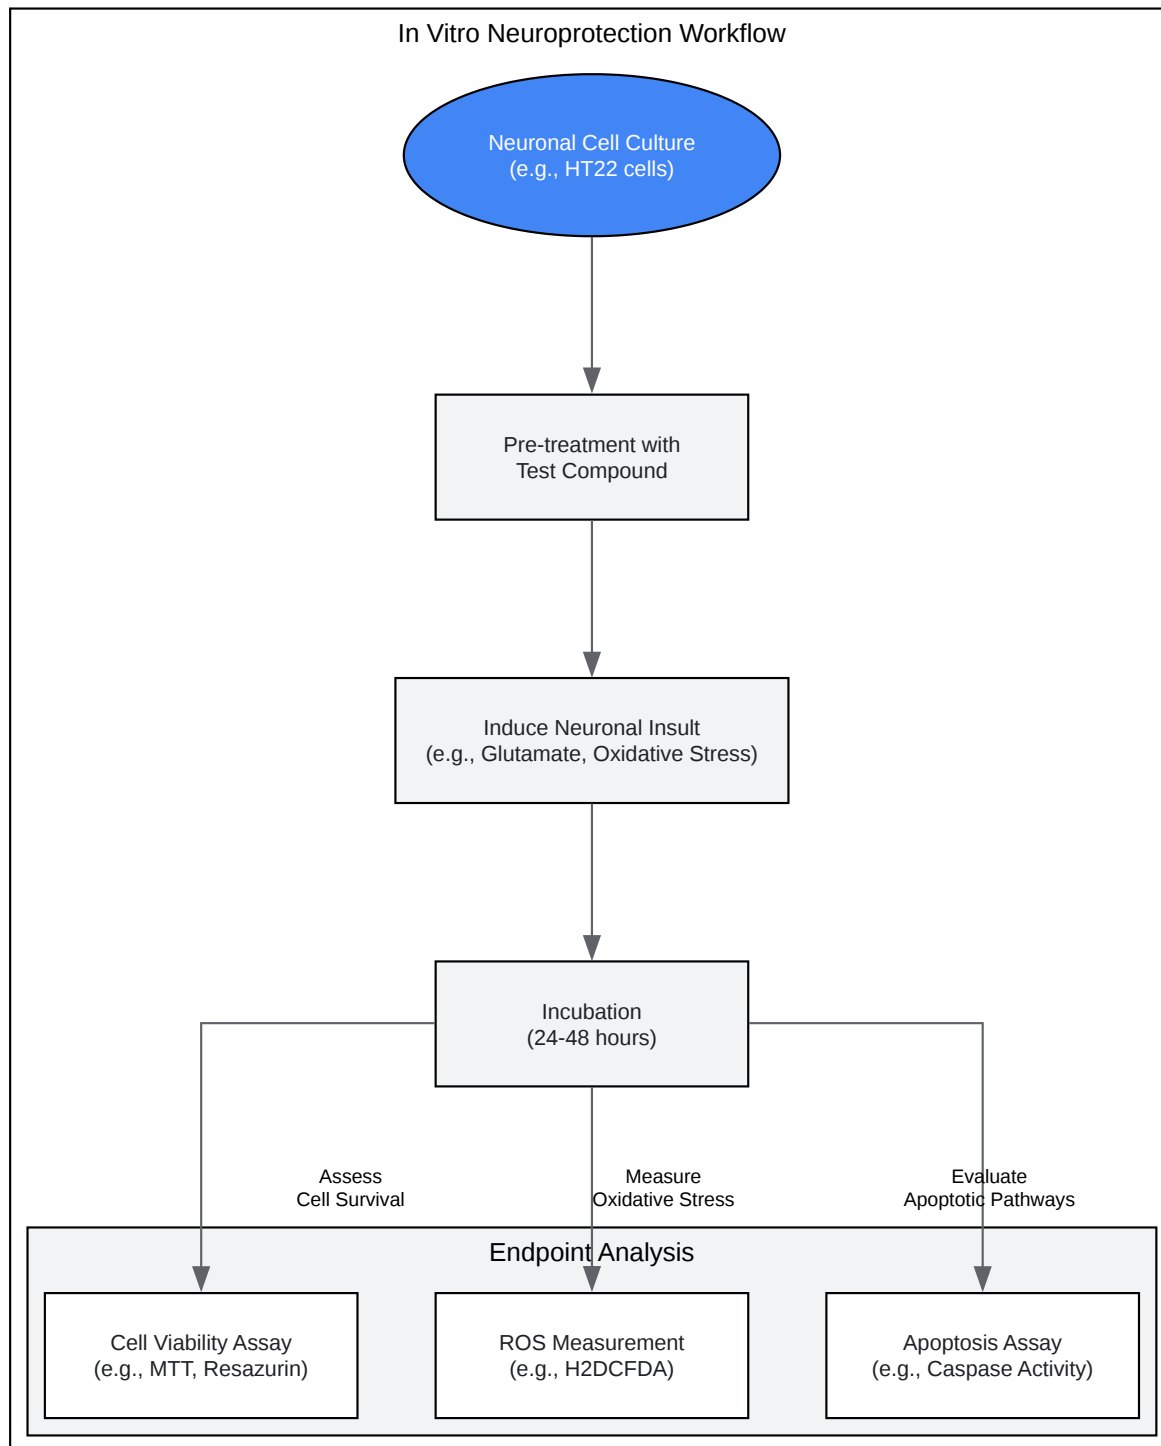 In Vitro Neuroprotection Workflow
Neuronal Cell Culture
(e.g., HT22 cells)
Pre-treatment with
Test Compound
Induce Neuronal Insult
(e.g., Glutamate, Oxidative Stress)
Incubation
(24-48 hours)
Assess
Cell Survival
Measure
Oxidative Stress
Evaluate
Apoptotic Pathways
Endpoint Analysis
Cell Viability Assay
(e.g., MTT, Resazurin)
ROS Measurement
(e.g., H2DCFDA)
Apoptosis Assay
(e.g., Caspase Activity)